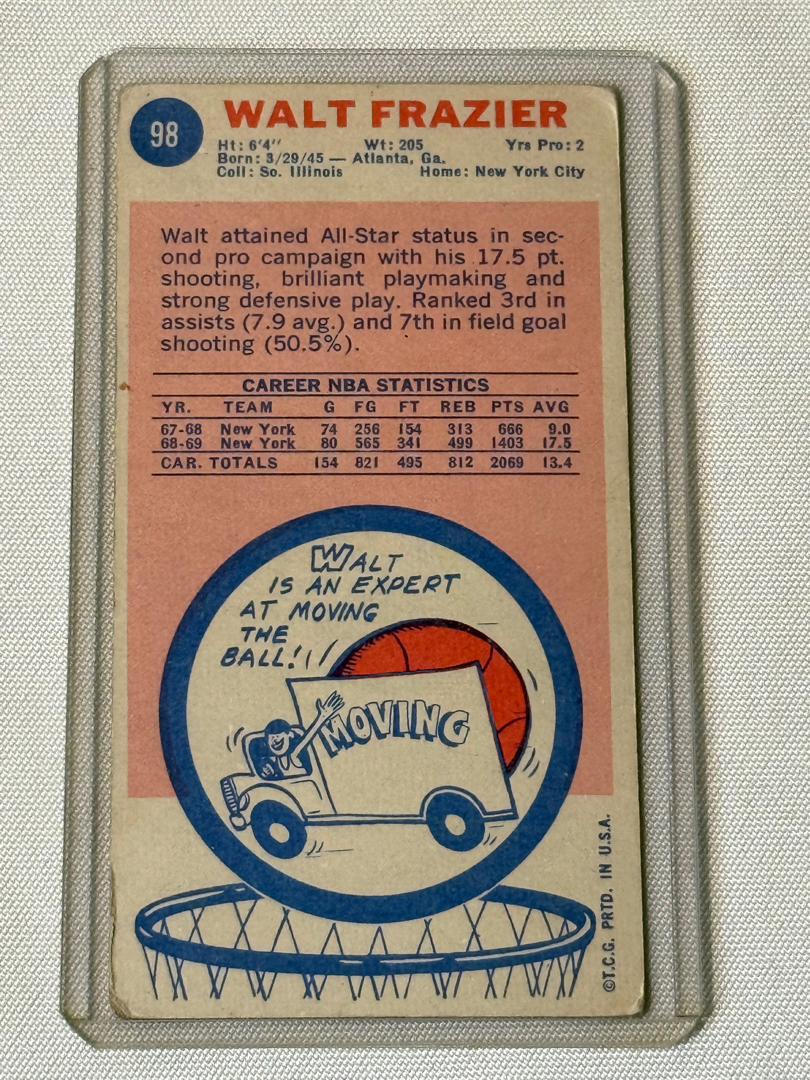 98
WALT FRAZIER
Ht: 6'4" Wt: 205 Yrs Pro: 2
Born: 3/29/45 — Atlanta, Ga.
Coll: So. Illinois Home: New York City
Walt attained All-Star status in sec-
ond pro campaign with his 17.5 pt.
shooting, brilliant playmaking and
strong defensive play. Ranked 3rd in
assists (7.9 avg.) and 7th in field goal
shooting (50.5%).
CAREER NBA STATISTICS
YR. TEAM G FG FT REB PTS AVG
67-68 New York 74 256 154 313 666 9.0
68-69 New York 80 565 341 499 1403 17.5
CAR. TOTALS 154 821 495 812 2069 13.4
WALT
IS AN EXPERT
AT MOVING
THE
BALL!
MOVING
©T.C.G. PRTD. IN U.S.A.